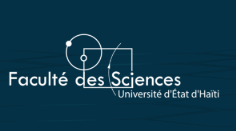 Faculté des Sciences
Université d'État d'Haïti